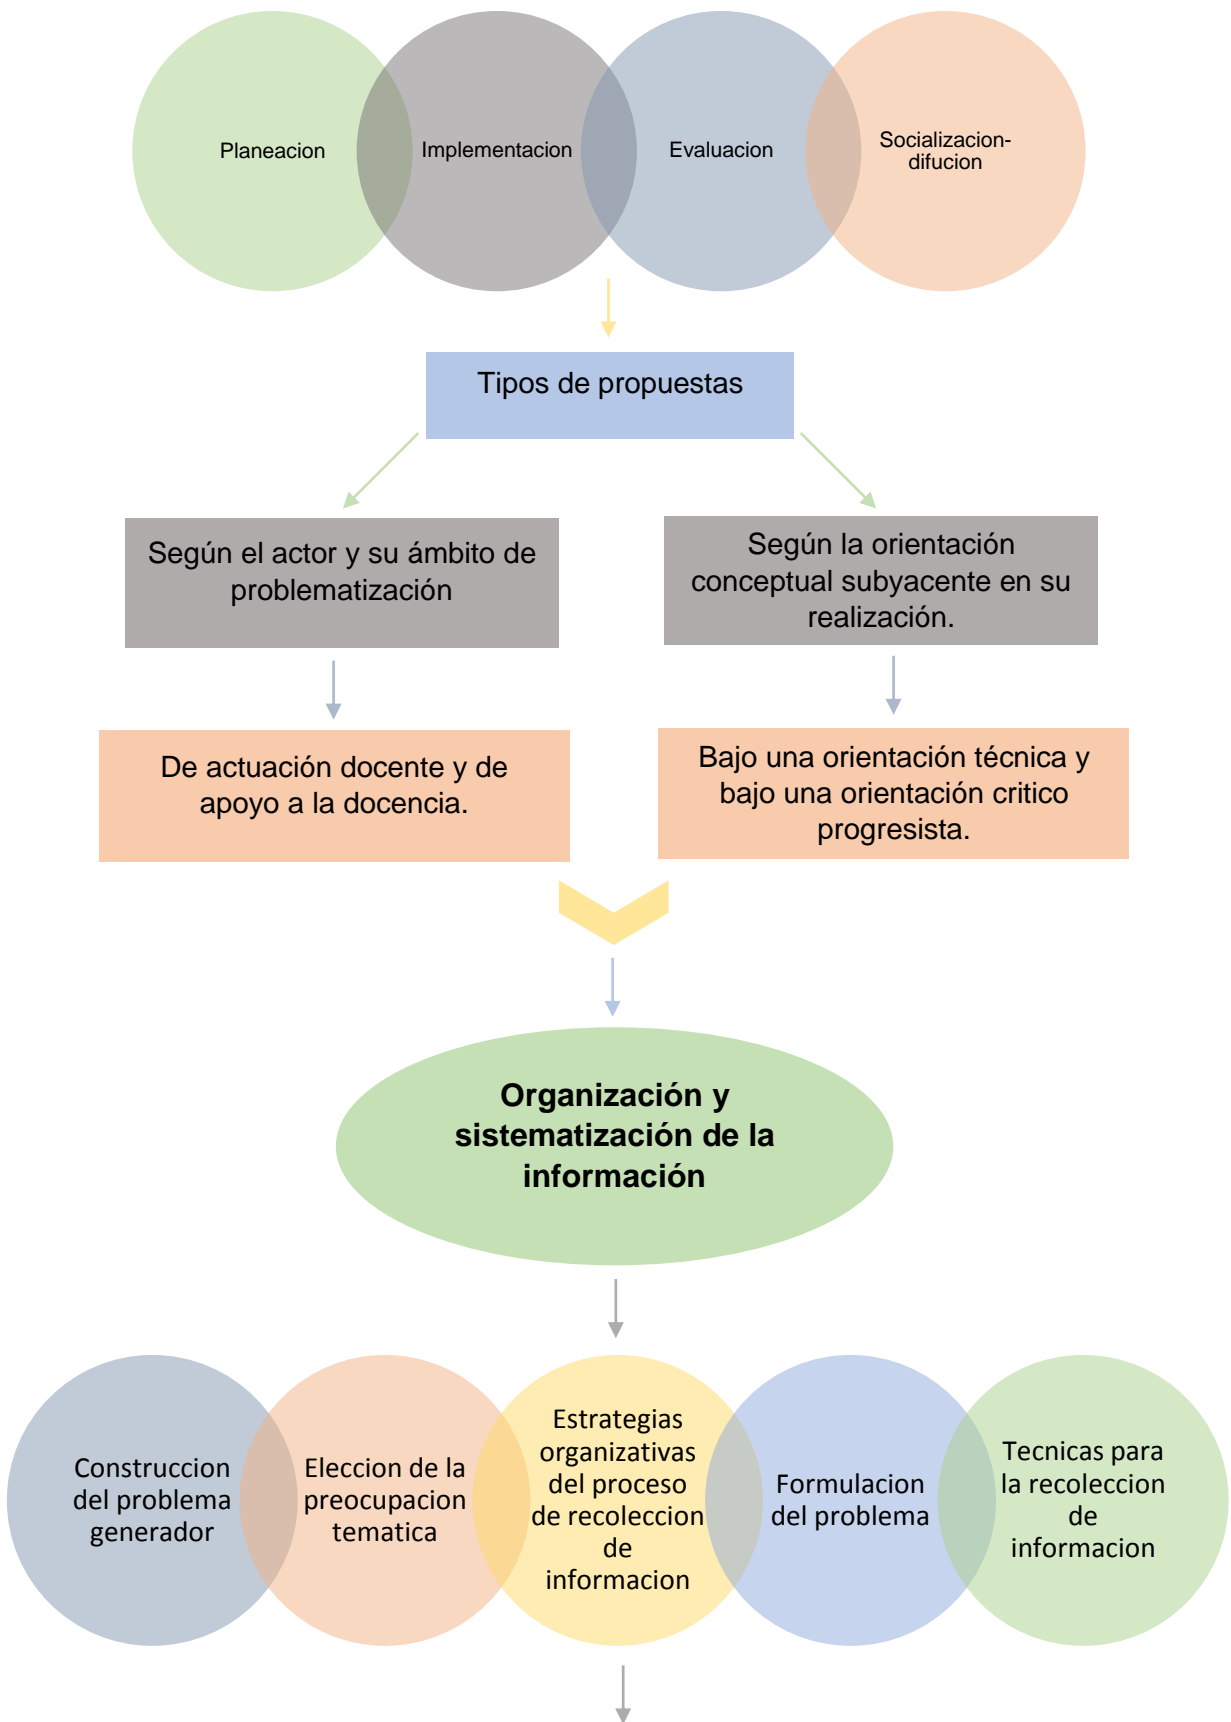 Planeacion
Implementacion
Evaluacion
Socializacion-
difucion
Tipos de propuestas
Según el actor y su ámbito de
problematización
Según la orientación
conceptual subyacente en su
realización.
De actuación docente y de
apoyo a la docencia.
Bajo una orientación técnica y
bajo una orientación critico
progresista.
Organización y
sistematización de la
información
Construccion
del problema
generador
Eleccion de la
preocupacion
tematica
Estrategias
organizativas
del proceso
de recoleccion
de
informacion
Formulacion
del problema
Tecnicas para
la recoleccion
de
informacion